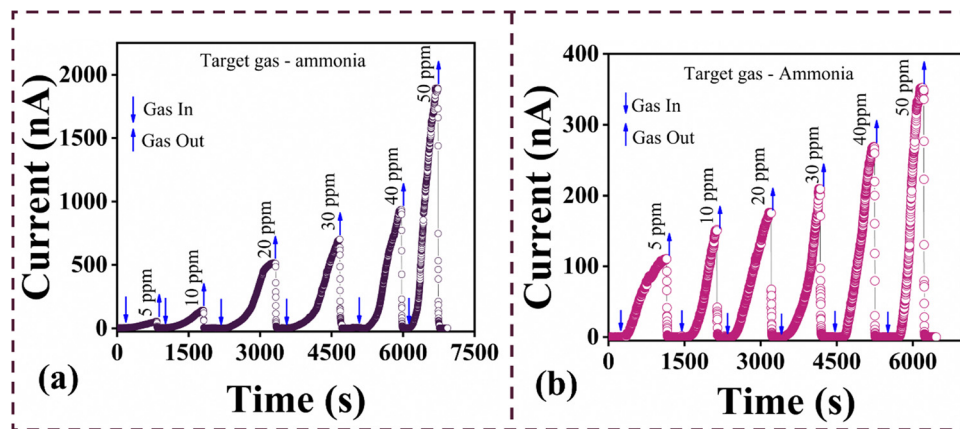 Target gas - ammonia
Gas In
Gas Out
5 ppm
10 ppm
20 ppm
30 ppm
40 ppm
50 ppm
2000
1500
1000
500
0
Current (nA)
0
1500
3000
4500
6000
7500
Time (s)
(a)
Target gas - Ammonia
Gas In
Gas Out
5 ppm
10 ppm
20 ppm
30 ppm
40ppm
50 ppm
400
300
200
100
0
Current (nA)
0
1500
3000
4500
6000
Time (s)
(b)